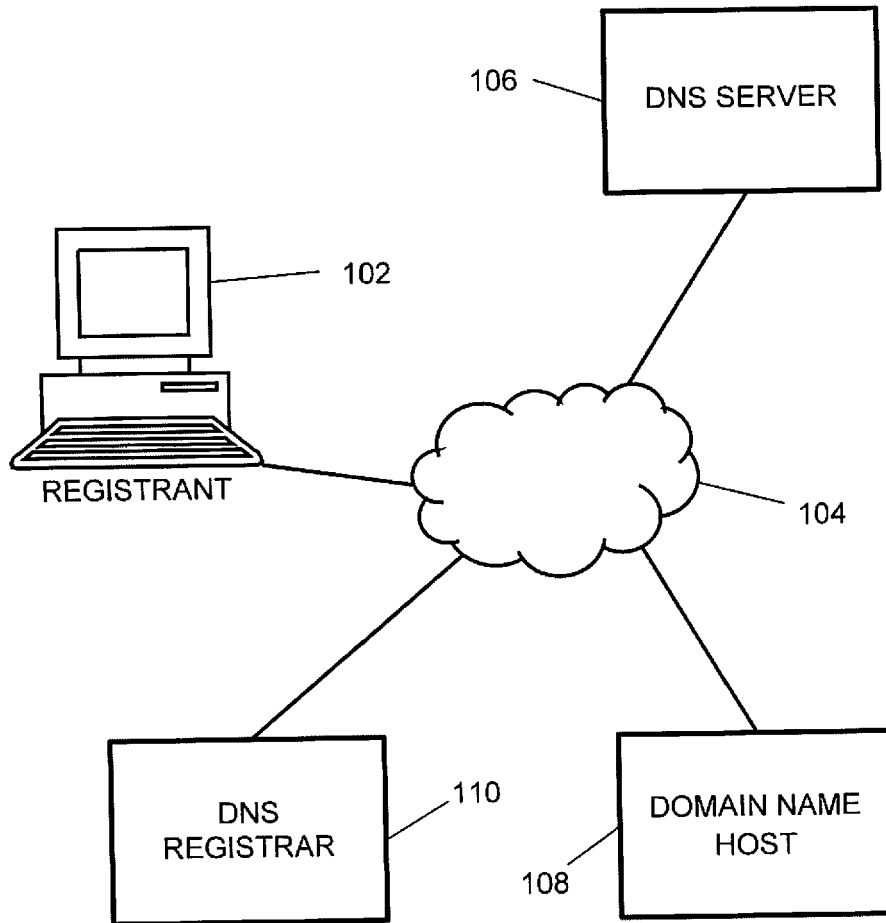 106
DNS SERVER
102
REGISTRANT
104
DNS
REGISTRAR
110
DOMAIN NAME
HOST
108